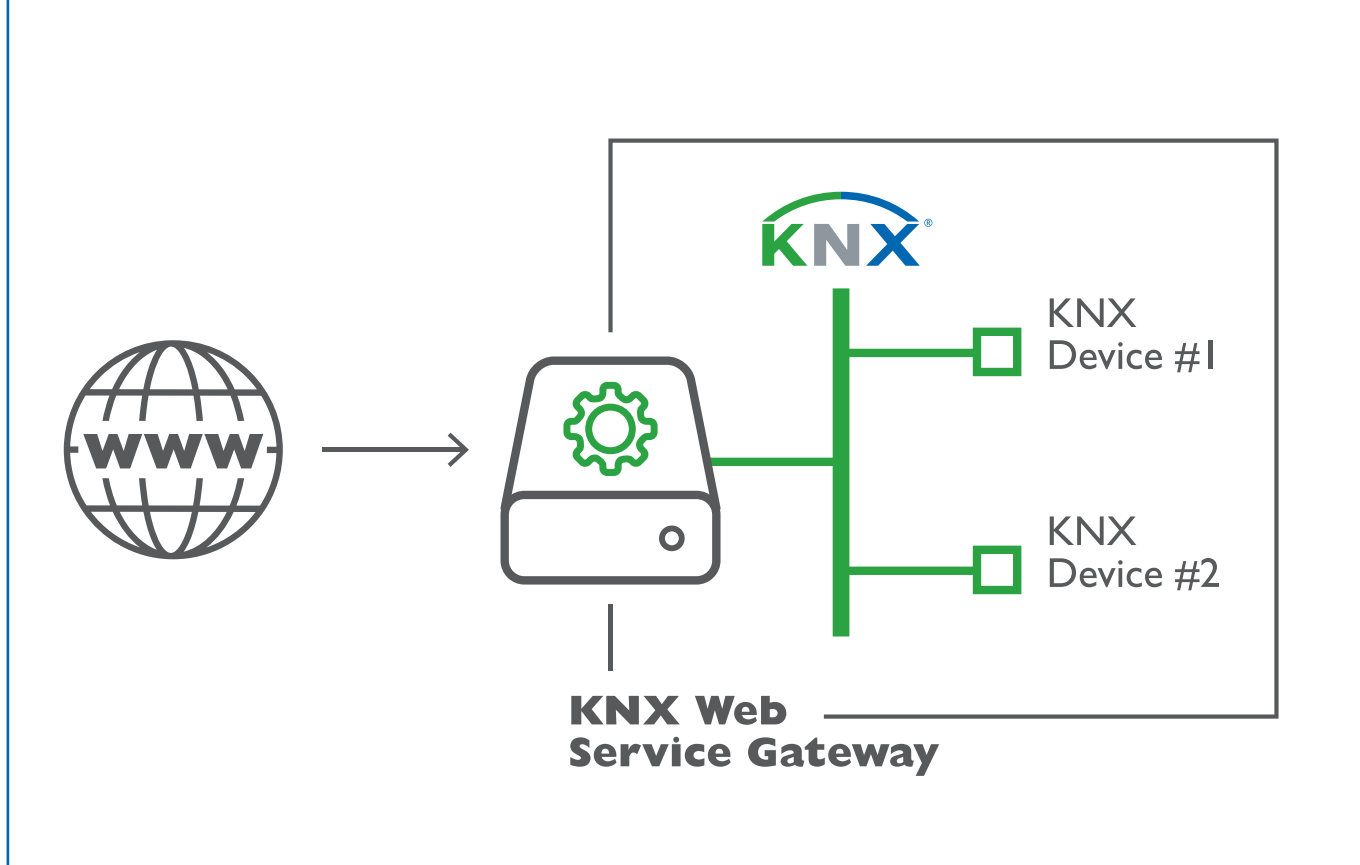 KNX®
KNX
Device #1
WWW
KNX
Device #2
KNX Web
Service Gateway